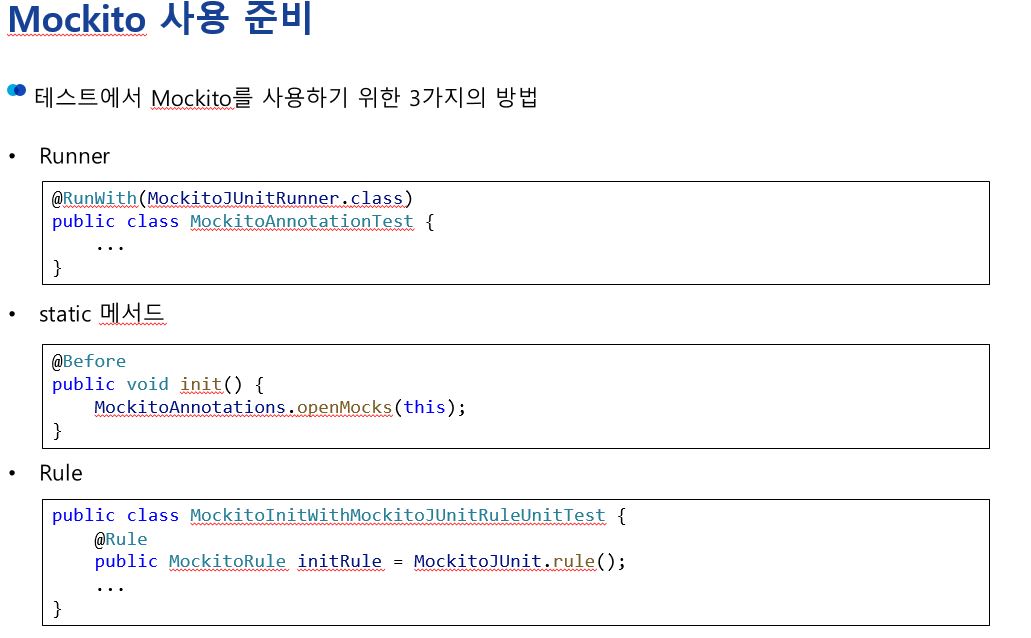 Mockito 사용 준비
테스트에서 Mockito를 사용하기 위한 3가지의 방법
• Runner
@RunWith(MockitoJUnitRunner.class)
public class MockitoAnnotationTest {
    ...
}
• static 메서드
@Before
public void init() {
    MockitoAnnotations.openMocks(this);
}
• Rule
public class MockitoInitWithMockitoJUnitRuleUnitTest {
    @Rule
    public MockitoRule initRule = MockitoJUnit.rule();
    ...
}